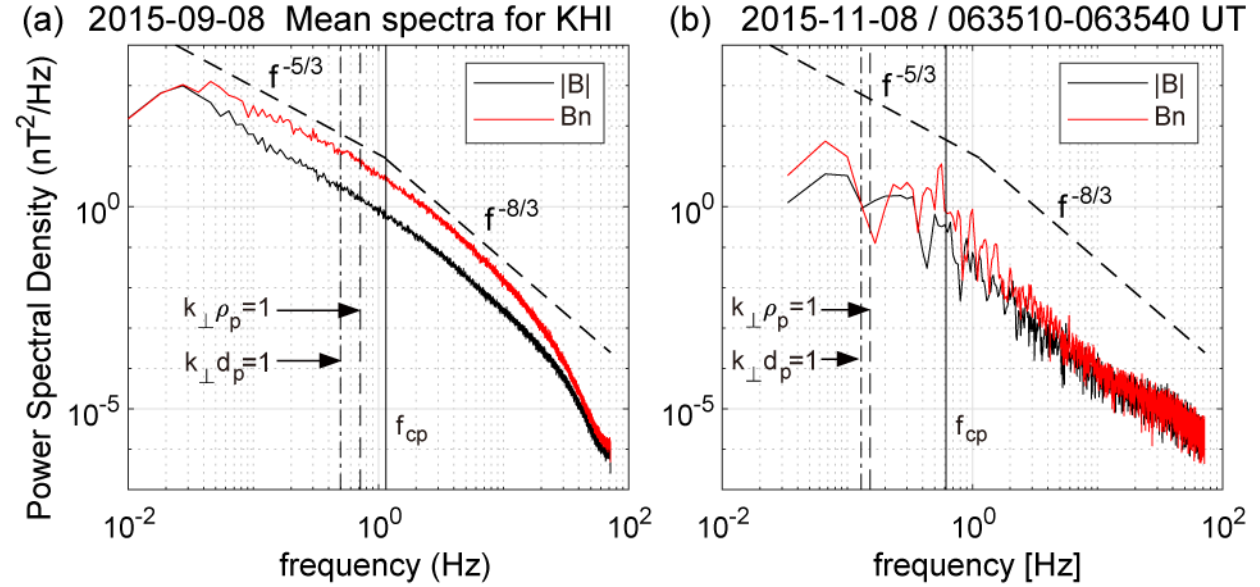 (a) 2015-09-08 Mean spectra for KHI
Power Spectral Density (nT²/Hz)
10⁰
10⁻⁵
f⁻⁵/³
|B|
Bn
f⁻⁸/³
k⊥ρp=1
k⊥dp=1
fcp
10⁻² 10⁰ 10²
frequency (Hz)
(b) 2015-11-08 / 063510-063540 UT
10⁰
10⁻⁵
f⁻⁵/³
|B|
Bn
f⁻⁸/³
k⊥ρp=1
k⊥dp=1
fcp
10⁻² 10⁰ 10²
frequency [Hz]